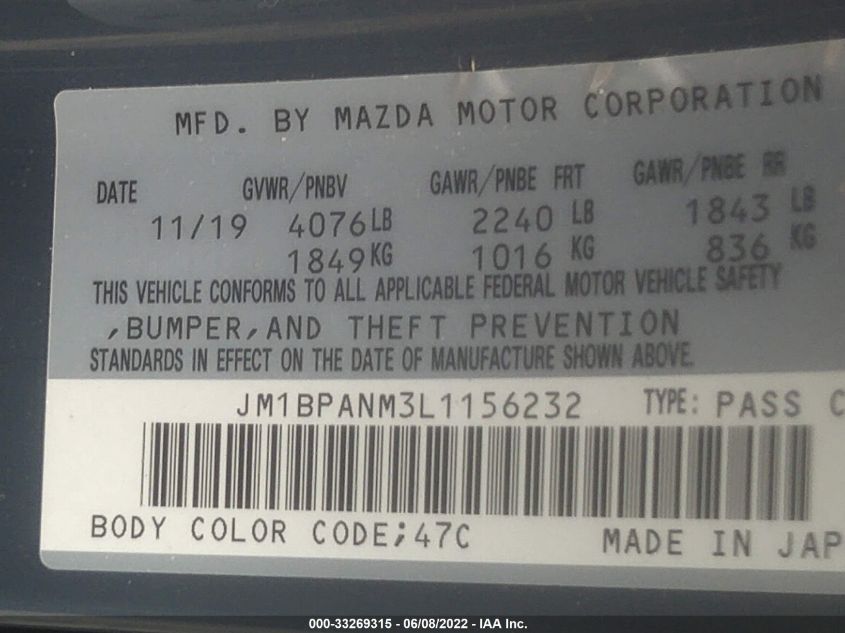 MFD. BY MAZDA MOTOR CORPORATION
DATE GVWR/PNBV GAWR/PNBE FRT GAWR/PNBE RR
11/19 4076LB 2240 LB 1843 LB
1849KG 1016 KG 836 KG
THIS VEHICLE CONFORMS TO ALL APPLICABLE FEDERAL MOTOR VEHICLE SAFETY
,BUMPER,AND THEFT PREVENTION
STANDARDS IN EFFECT ON THE DATE OF MANUFACTURE SHOWN ABOVE.
JM1BPANM3L1156232 TYPE: PASS C
BODY COLOR CODE;47C MADE IN JAP
000-33269315 - 06/08/2022 - IAA Inc.